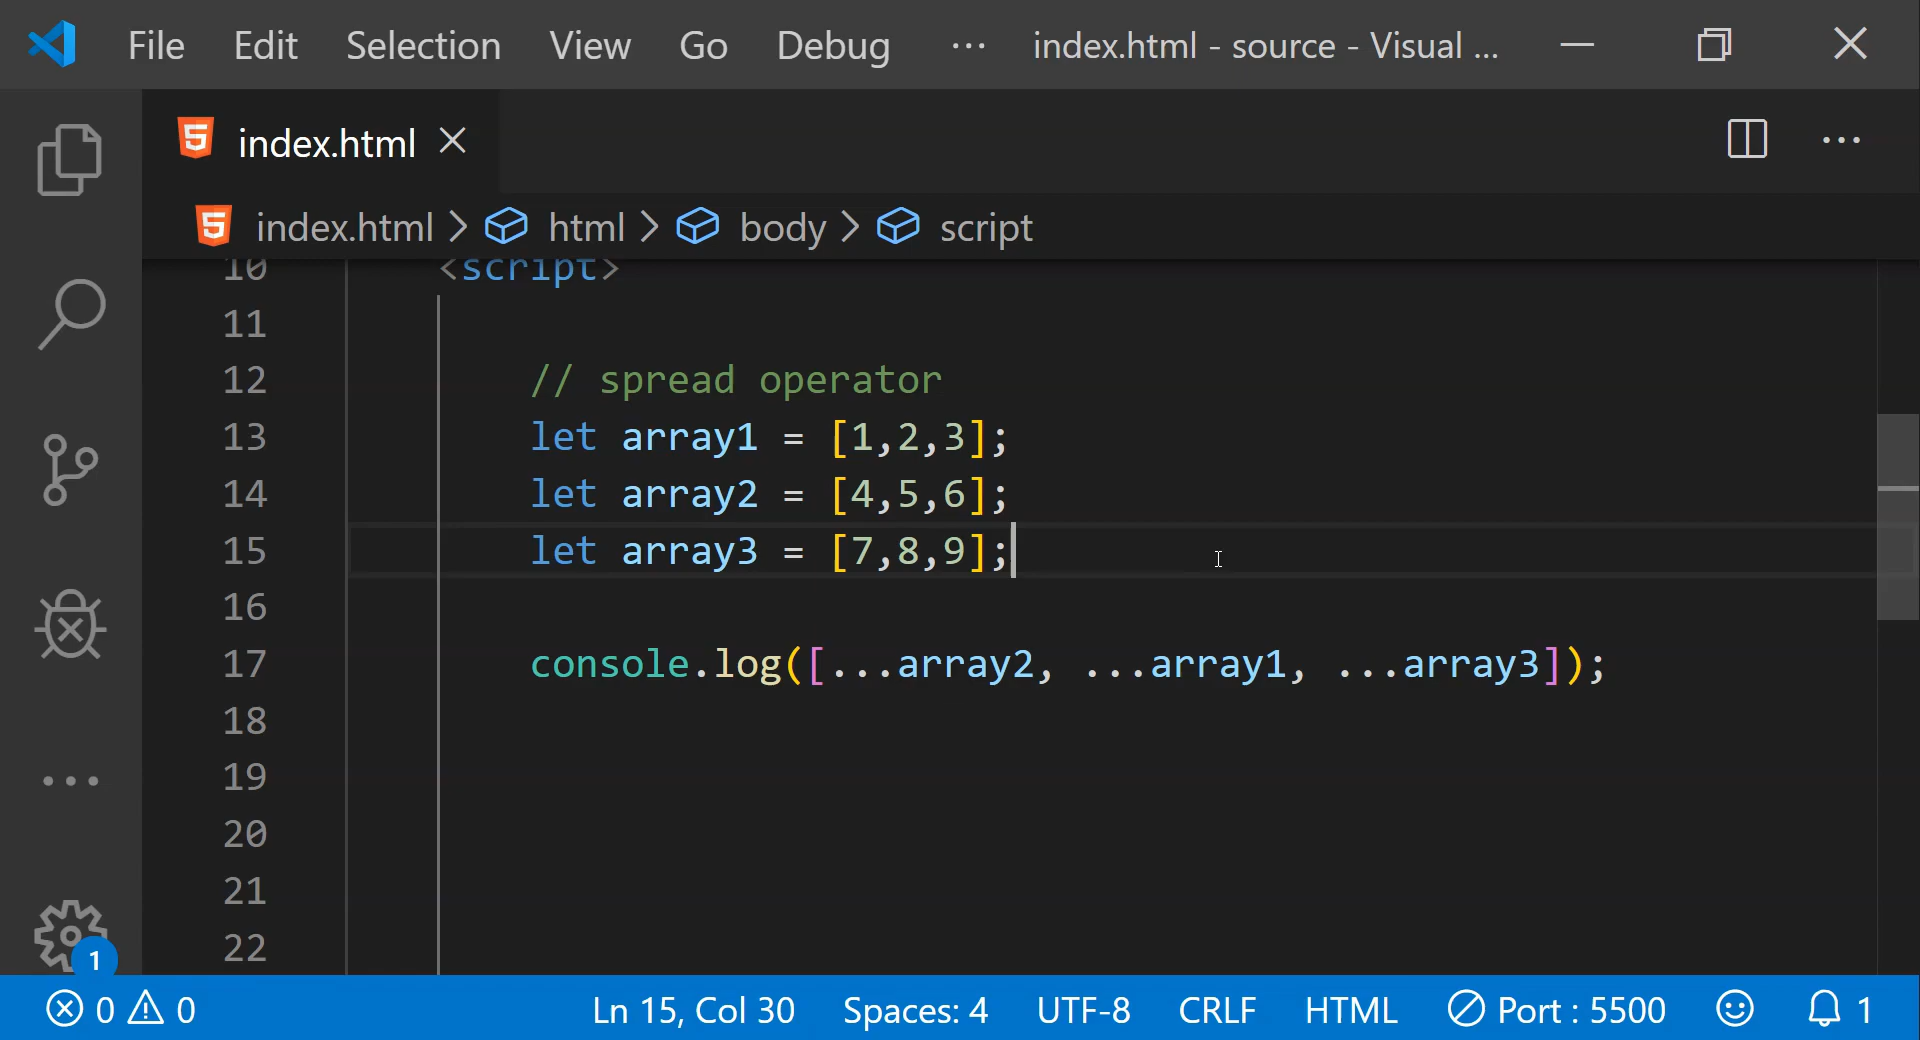 File Edit Selection View Go Debug ··· index.html - source - Visual ...
index.html
index.html > html > body > script
10 <script>
11
12 // spread operator
13 let array1 = [1,2,3];
14 let array2 = [4,5,6];
15 let array3 = [7,8,9];
16
17 console.log([...array2, ...array1, ...array3]);
18
19
20
21
22
1
0 0 Ln 15, Col 30 Spaces: 4 UTF-8 CRLF HTML Port : 5500 1